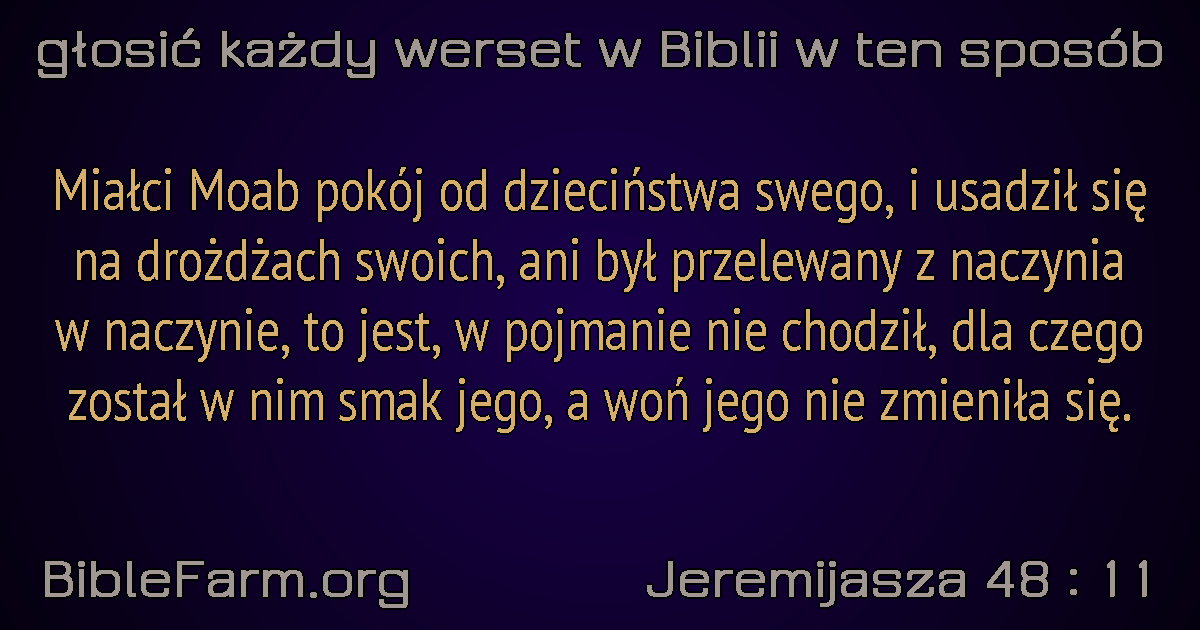 głosić każdy werset w Biblii w ten sposób
Miałci Moab pokój od dzieciństwa swego, i usadził się
na drożdżach swoich, ani był przelewany z naczynia
w naczynie, to jest, w pojmanie nie chodził, dla czego
został w nim smak jego, a woń jego nie zmieniła się.
BibleFarm.org
Jeremijasza 48 : 11